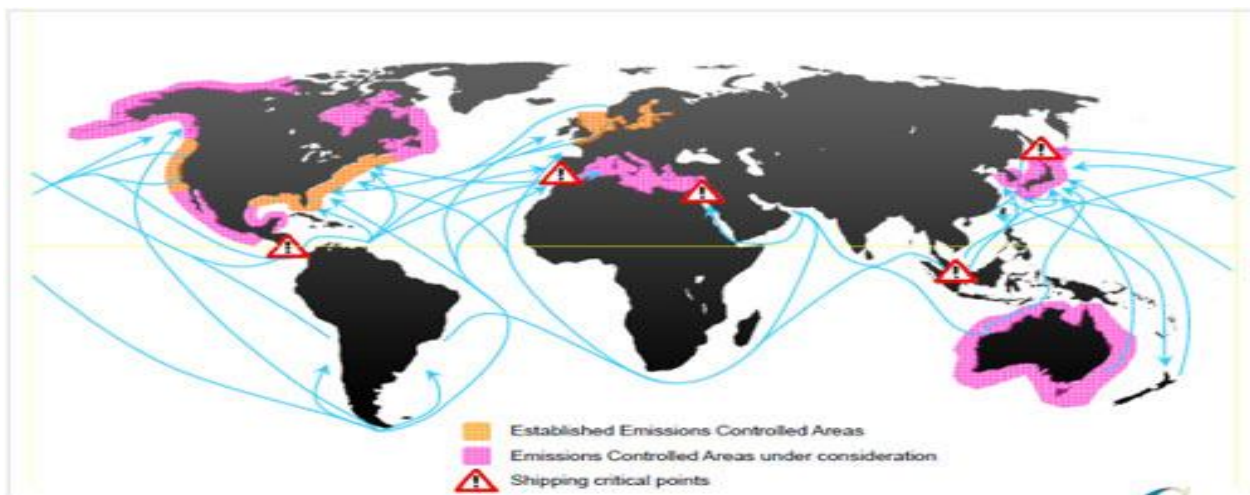 Established Emissions Controlled Areas
Emissions Controlled Areas under consideration
Shipping critical points